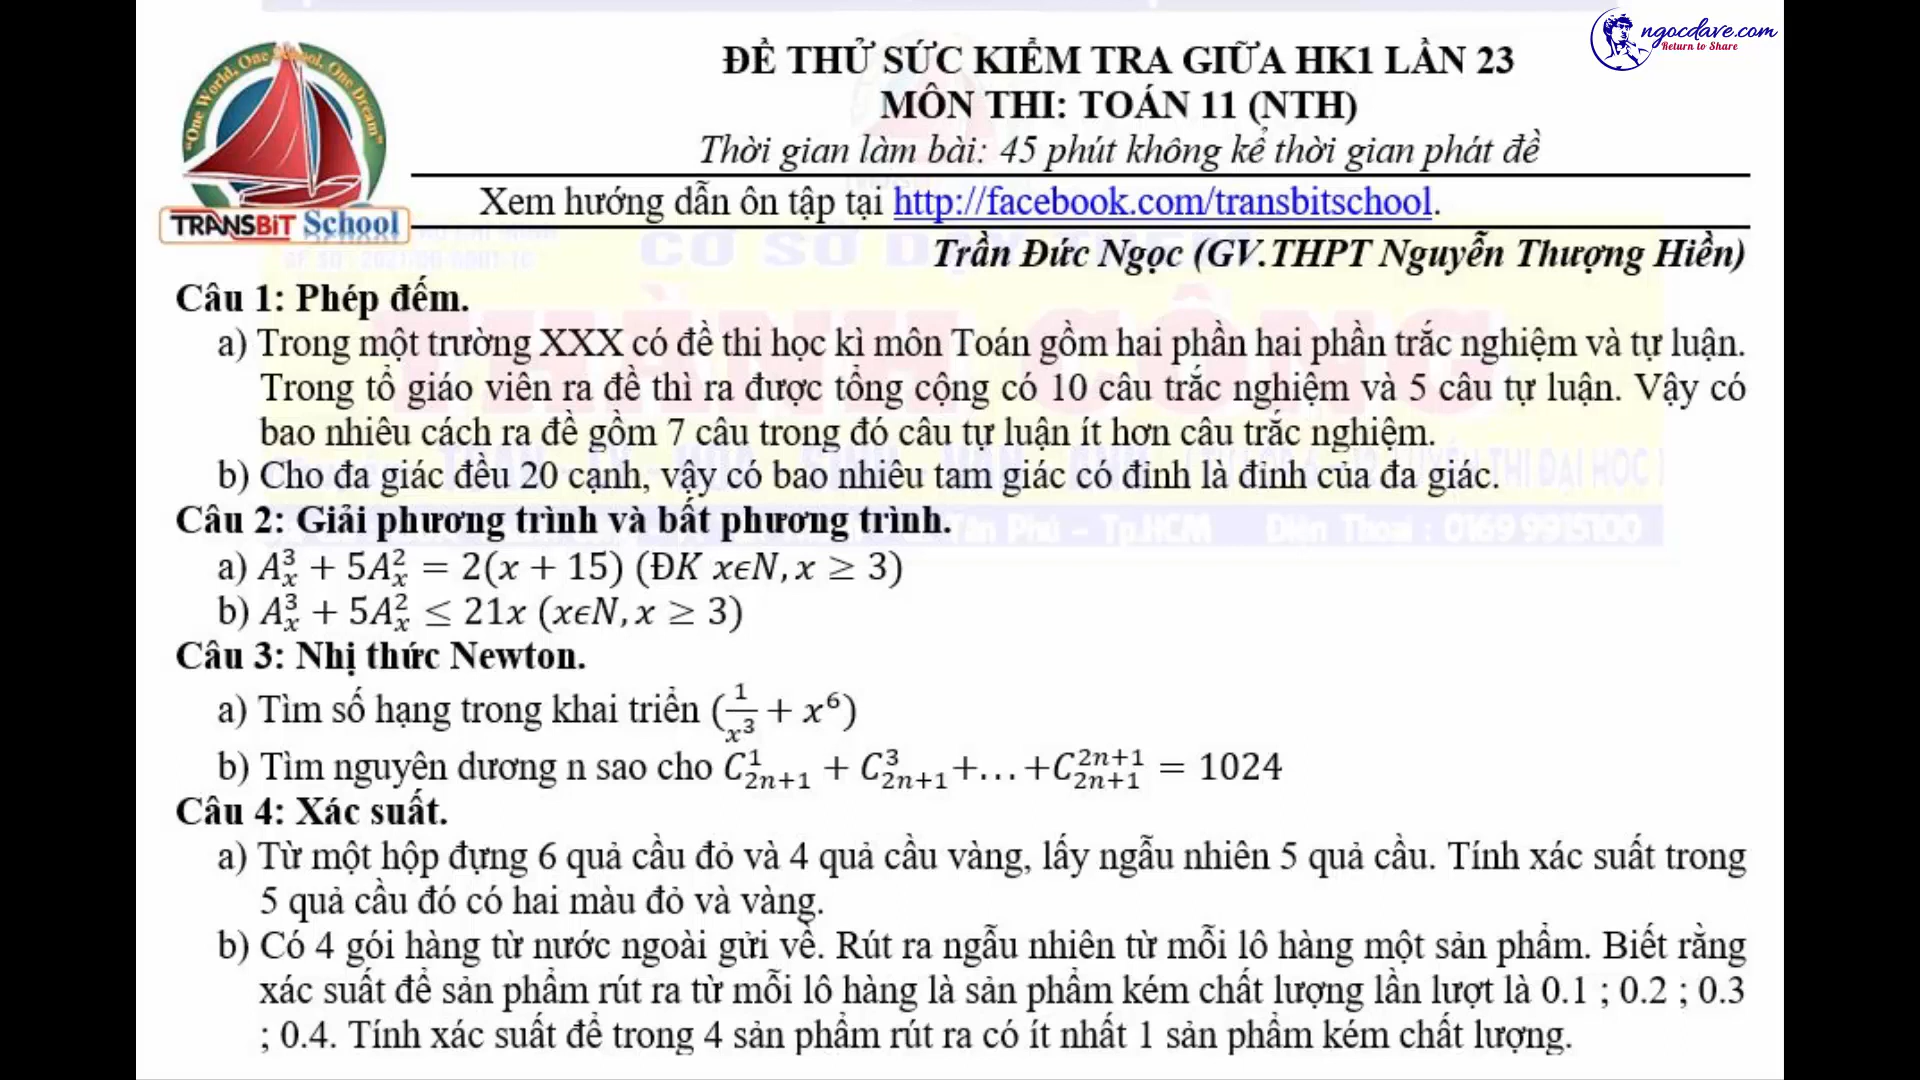 ngocdave.com
Return to Share
ĐỀ THỬ SỨC KIỂM TRA GIỮA HK1 LẦN 23
MÔN THI: TOÁN 11 (NTH)
Thời gian làm bài: 45 phút không kể thời gian phát đề
"One World, One School, One Dream"
TRANSBiT School
Xem hướng dẫn ôn tập tại http://facebook.com/transbitschool.
Trần Đức Ngọc (GV.THPT Nguyễn Thượng Hiền)
Câu 1: Phép đếm.
a) Trong một trường XXX có đề thi học kì môn Toán gồm hai phần hai phần trắc nghiệm và tự luận.
Trong tổ giáo viên ra đề thì ra được tổng cộng có 10 câu trắc nghiệm và 5 câu tự luận. Vậy có
bao nhiêu cách ra đề gồm 7 câu trong đó câu tự luận ít hơn câu trắc nghiệm.
b) Cho đa giác đều 20 cạnh, vậy có bao nhiêu tam giác có đỉnh là đỉnh của đa giác.
Câu 2: Giải phương trình và bất phương trình.
a) A_x^3 + 5A_x^2 = 2(x + 15) (ĐK xϵN, x ≥ 3)
b) A_x^3 + 5A_x^2 ≤ 21x (xϵN, x ≥ 3)
Câu 3: Nhị thức Newton.
a) Tìm số hạng trong khai triển (1/x^3 + x^6)
b) Tìm nguyên dương n sao cho C_{2n+1}^1 + C_{2n+1}^3 +…+C_{2n+1}^{2n+1} = 1024
Câu 4: Xác suất.
a) Từ một hộp đựng 6 quả cầu đỏ và 4 quả cầu vàng, lấy ngẫu nhiên 5 quả cầu. Tính xác suất trong
5 quả cầu đó có hai màu đỏ và vàng.
b) Có 4 gói hàng từ nước ngoài gửi về. Rút ra ngẫu nhiên từ mỗi lô hàng một sản phẩm. Biết rằng
xác suất để sản phẩm rút ra từ mỗi lô hàng là sản phẩm kém chất lượng lần lượt là 0.1 ; 0.2 ; 0.3
; 0.4. Tính xác suất để trong 4 sản phẩm rút ra có ít nhất 1 sản phẩm kém chất lượng.
CƠ SỞ DẠY THÊM
THÀNH CÔNG
Tân Phú - Tp.HCM Điện Thoại : 0169 9915100